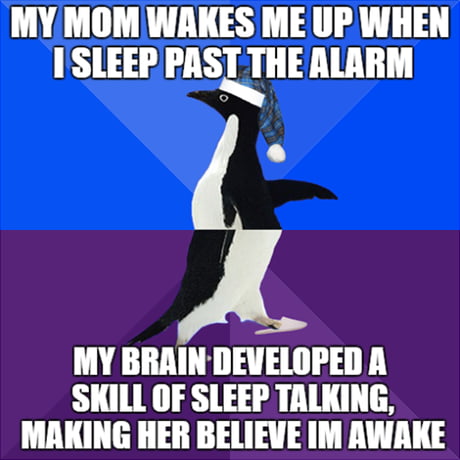 MY MOM WAKES ME UP WHEN
I SLEEP PAST THE ALARM
MY BRAIN DEVELOPED A
SKILL OF SLEEP TALKING,
MAKING HER BELIEVE IM AWAKE